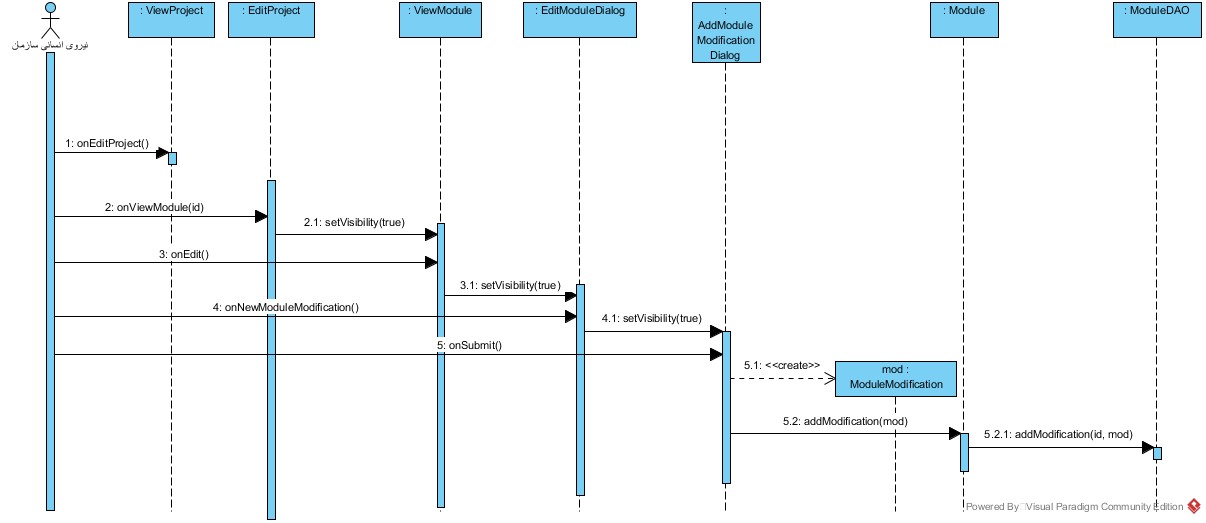 : ViewProject
: EditProject
: ViewModule
: EditModuleDialog
:
AddModule
Modification
Dialog
: Module
: ModuleDAO
نیروی انسانی سازمان
1: onEditProject()
2: onViewModule(id)
2.1: setVisibility(true)
3: onEdit()
3.1: setVisibility(true)
4: onNewModuleModification()
4.1: setVisibility(true)
5: onSubmit()
5.1: <<create>>
mod :
ModuleModification
5.2: addModification(mod)
5.2.1: addModification(id, mod)
Powered By Visual Paradigm Community Edition